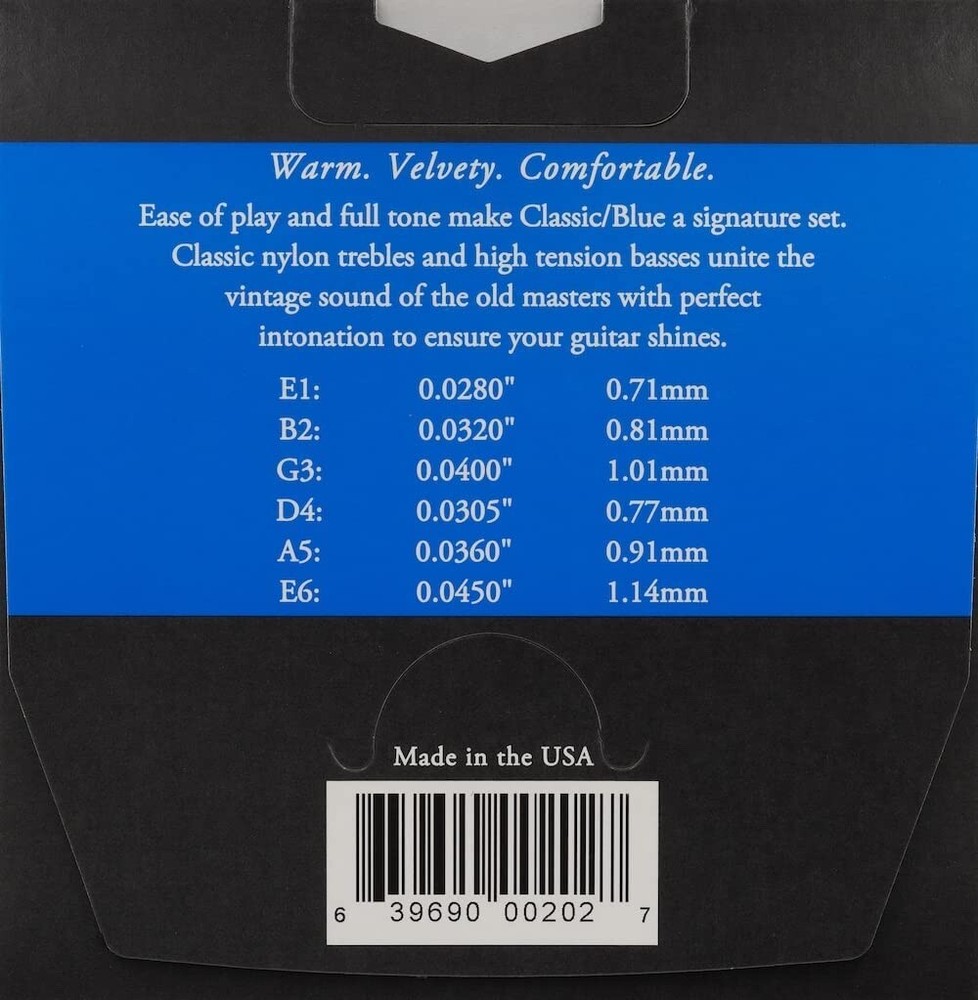 Warm. Velvety. Comfortable.
Ease of play and full tone make Classic/Blue a signature set.
Classic nylon trebles and high tension basses unite the
vintage sound of the old masters with perfect
intonation to ensure your guitar shines.
E1: 0.0280" 0.71mm
B2: 0.0320" 0.81mm
G3: 0.0400" 1.01mm
D4: 0.0305" 0.77mm
A5: 0.0360" 0.91mm
E6: 0.0450" 1.14mm
Made in the USA
6 39690 00202 7